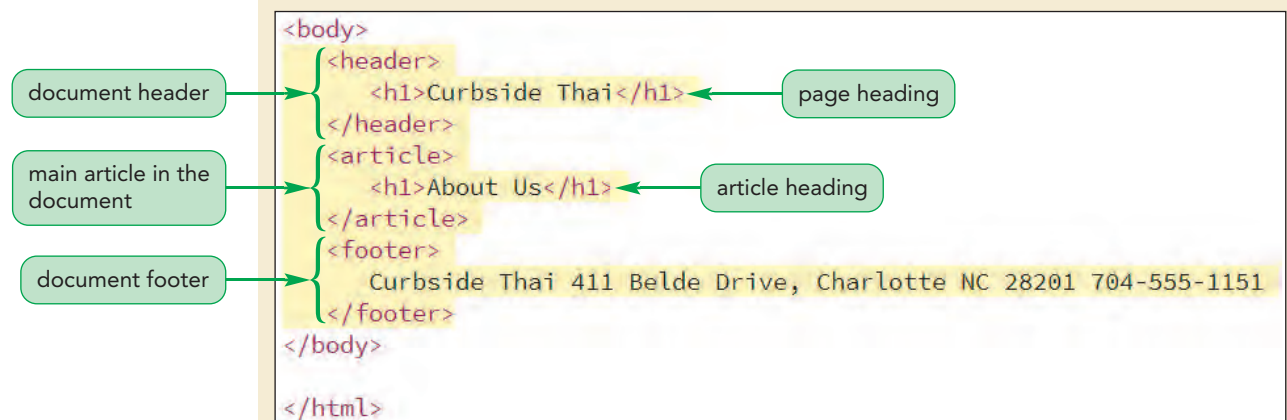 <body>
<header>
document header
<h1>Curbside Thai</h1>
page heading
</header>
<article>
main article in the
document
<h1>About Us</h1>
article heading
</article>
<footer>
document footer
Curbside Thai 411 Belde Drive, Charlotte NC 28201 704-555-1151
</footer>
</body>
</html>